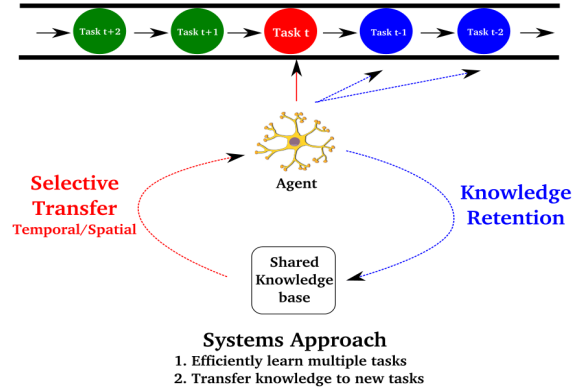 Task t+2
Task t+1
Task t
Task t-1
Task t-2
Agent
Selective
Transfer
Temporal/Spatial
Knowledge
Retention
Shared
Knowledge
base
Systems Approach
1. Efficiently learn multiple tasks
2. Transfer knowledge to new tasks